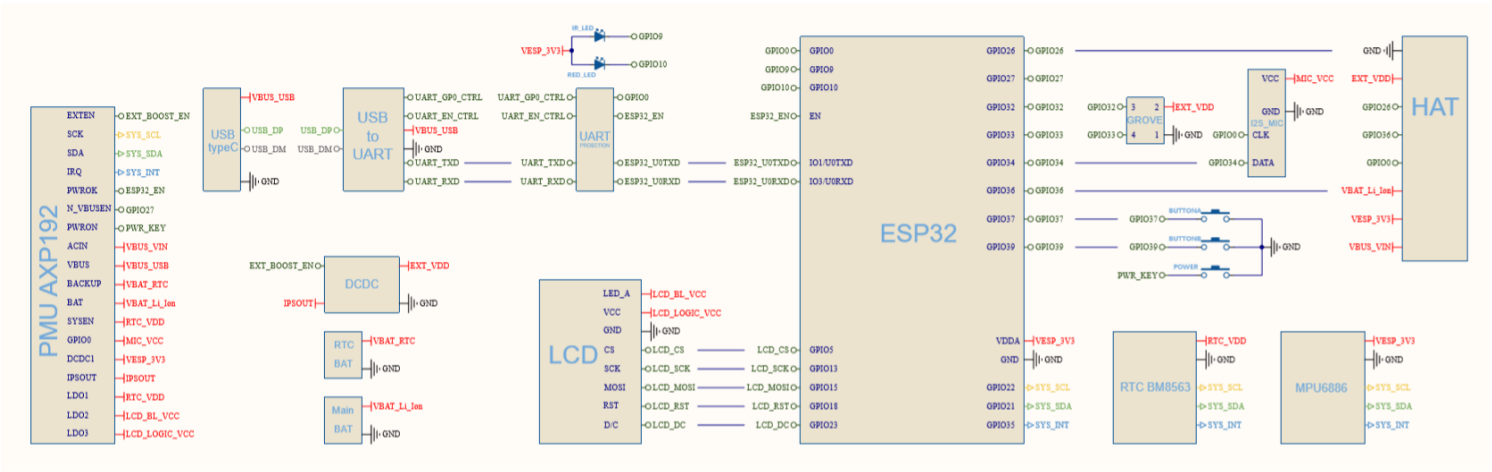 PMU AXP192
EXTEN EXT_BOOST_EN
SCK SYS_SCL
SDA SYS_SDA
IRQ SYS_INT
PWROK ESP32_EN
N_VBUSEN GPIO27
PWRON PWR_KEY
ACIN VBUS_VIN
VBUS VBUS_USB
BACKUP VBAT_RTC
BAT VBAT_Li_Ion
SYSEN RTC_VDD
GPIO0 MIC_VCC
DCDC1 VESP_3V3
IPSOUT IPSOUT
LDO1 RTC_VDD
LDO2 LCD_BL_VCC
LDO3 LCD_LOGIC_VCC
USB
typeC
VBUS_USB
USB_DP
USB_DM
GND
USB
to
UART
USB_DP
USB_DM
UART_GP0_CTRL
UART_EN_CTRL
VBUS_USB
GND
UART_TXD
UART_RXD
IR_LED
GPIO9
VESP_3V3
GPIO10
RED_LED
UART
UART_GP0_CTRL GPIO0
UART_EN_CTRL ESP32_EN
UART_TXD ESP32_U0TXD
UART_RXD ESP32_U0RXD
EXT_BOOST_EN
DCDC
EXT_VDD
IPSOUT
GND
RTC
BAT
VBAT_RTC
GND
Main
BAT
VBAT_Li_Ion
GND
LCD
LED_A LCD_BL_VCC
VCC LCD_LOGIC_VCC
GND GND
CS LCD_CS
SCK LCD_SCK
MOSI LCD_MOSI
RST LCD_RST
D/C LCD_DC
ESP32
GPIO0 GPIO0
GPIO9 GPIO9
GPIO10 GPIO10
ESP32_EN EN
ESP32_U0TXD IO1/U0TXD
ESP32_U0RXD IO3/U0RXD
LCD_CS GPIO5
LCD_SCK GPIO13
LCD_MOSI GPIO15
LCD_RST GPIO18
LCD_DC GPIO23
GPIO26 GPIO26
GPIO27 GPIO27
GPIO32 GPIO32
GPIO33 GPIO33
GPIO34 GPIO34
GPIO36 GPIO36
GPIO37 GPIO37
GPIO39 GPIO39
VDDA VESP_3V3
GND GND
GPIO22 SYS_SCL
GPIO21 SYS_SDA
GPIO35 SYS_INT
GPIO32 3 2 EXT_VDD
GROVE
GPIO33 4 1 GND
VCC MIC_VCC
GND GND
I2S_MIC
GPIO0 CLK
GPIO34 DATA
BUTTONA
GPIO37
BUTTONB
GPIO39
GND
POWER
PWR_KEY
HAT
GND
EXT_VDD
GPIO26
GPIO36
GPIO0
VBAT_Li_Ion
VESP_3V3
VBUS_VIN
RTC BM8563
RTC_VDD
GND
SYS_SCL
SYS_SDA
SYS_INT
MPU6886
VESP_3V3
GND
SYS_SCL
SYS_SDA
SYS_INT